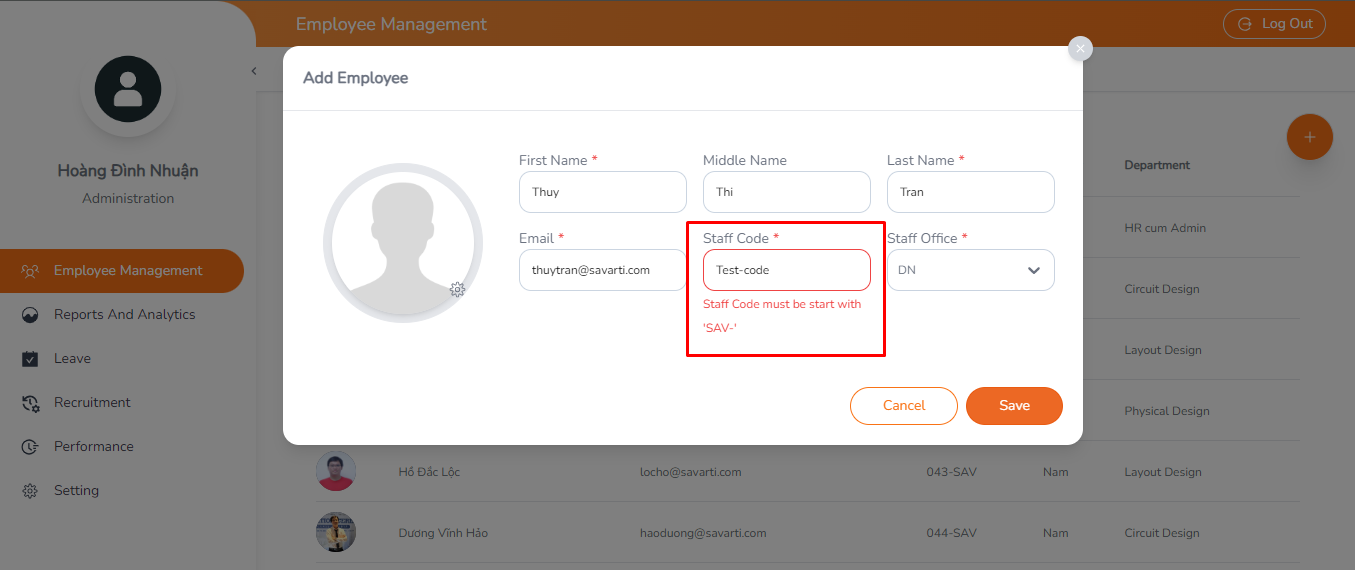 Employee Management
Log Out
Add Employee
Hoàng Đình Nhuận
Administration
Employee Management
Reports And Analytics
Leave
Recruitment
Performance
Setting
First Name *
Middle Name
Last Name *
Thuy
Thi
Tran
Email *
Staff Code *
Staff Office *
thuytran@savarti.com
Test-code
DN
Staff Code must be start with
'SAV-'
Cancel
Save
Department
HR cum Admin
Circuit Design
Layout Design
Physical Design
Hồ Đắc Lộc locho@savarti.com 043-SAV Nam Layout Design
Dương Vĩnh Hảo haoduong@savarti.com 044-SAV Nam Circuit Design